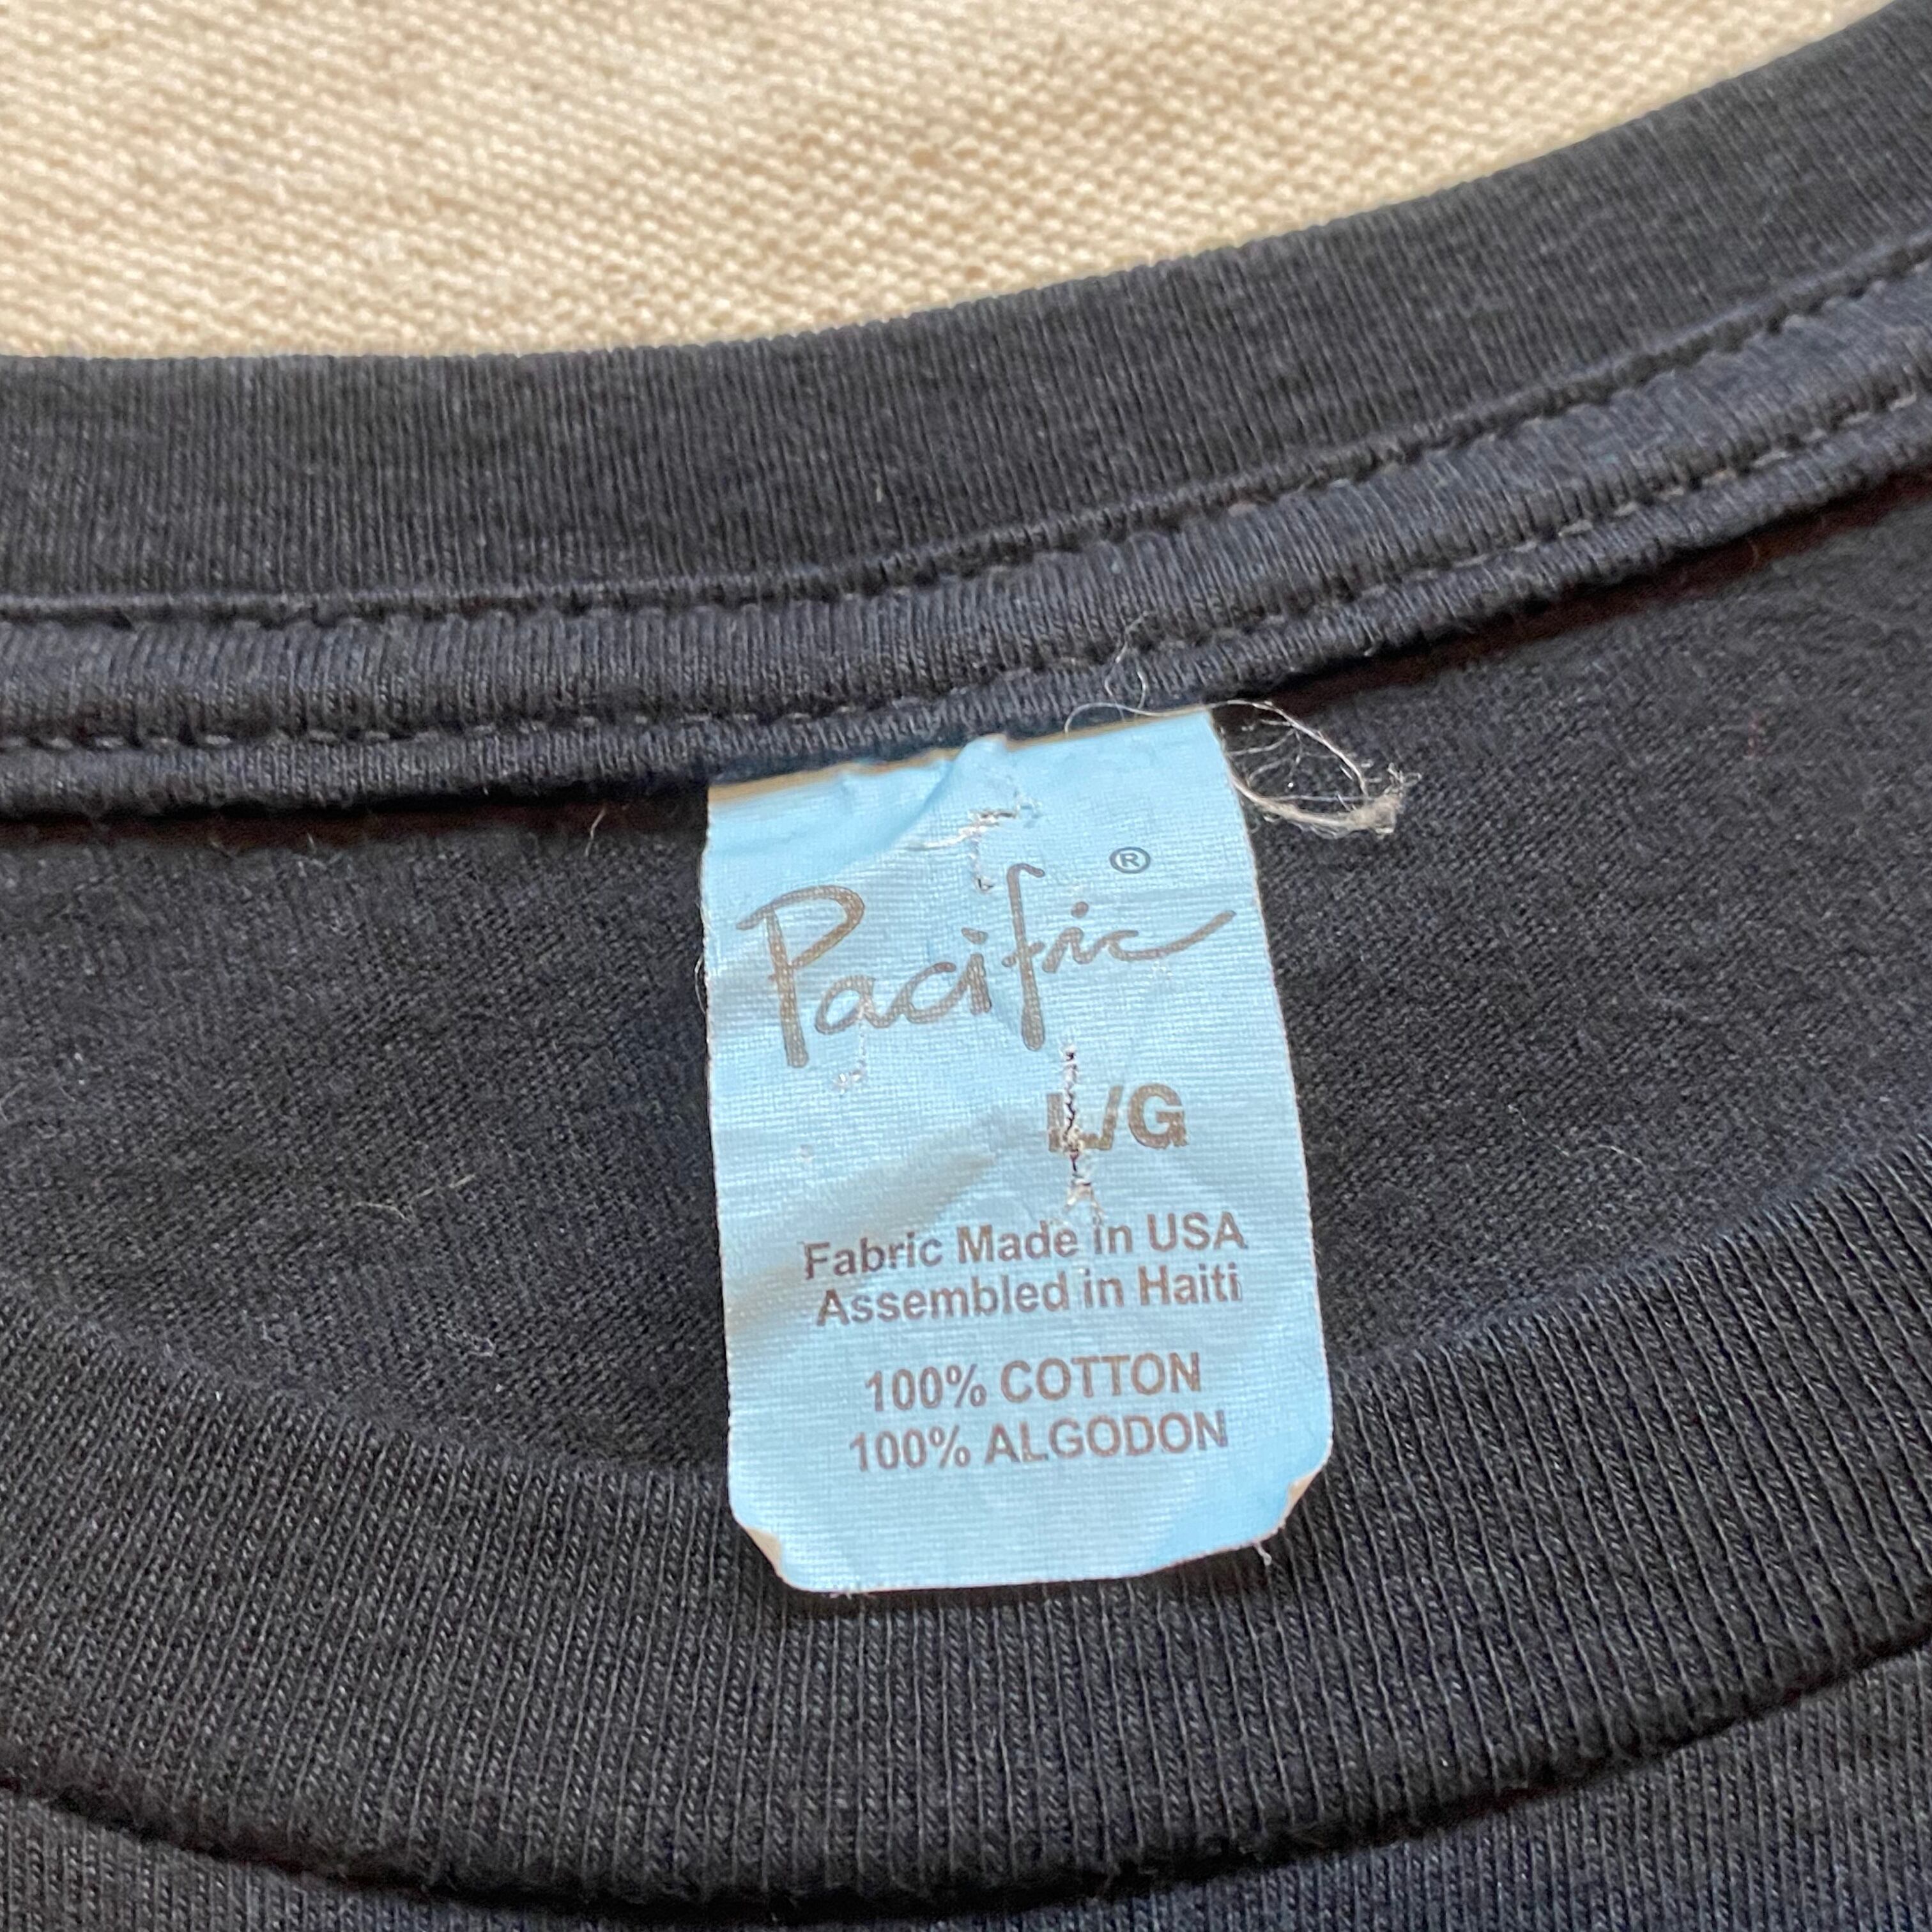 Pacific®
L/G
Fabric Made in USA
Assembled in Haiti
100% COTTON
100% ALGODON